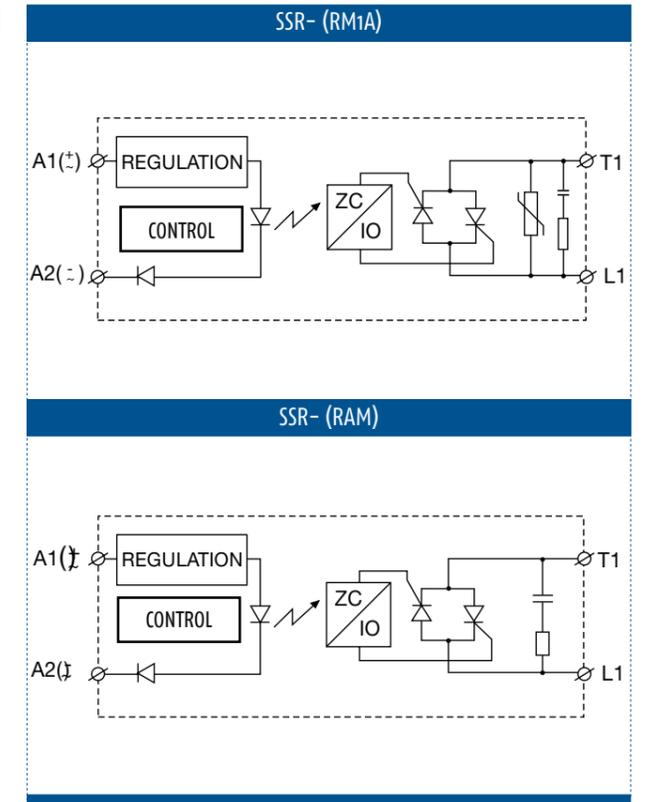 SSR- (RM1A)
A1(±~) REGULATION T1
ZC
CONTROL IO
A2(-~) L1
SSR- (RAM)
A1() REGULATION T1
ZC
CONTROL IO
A2() L1